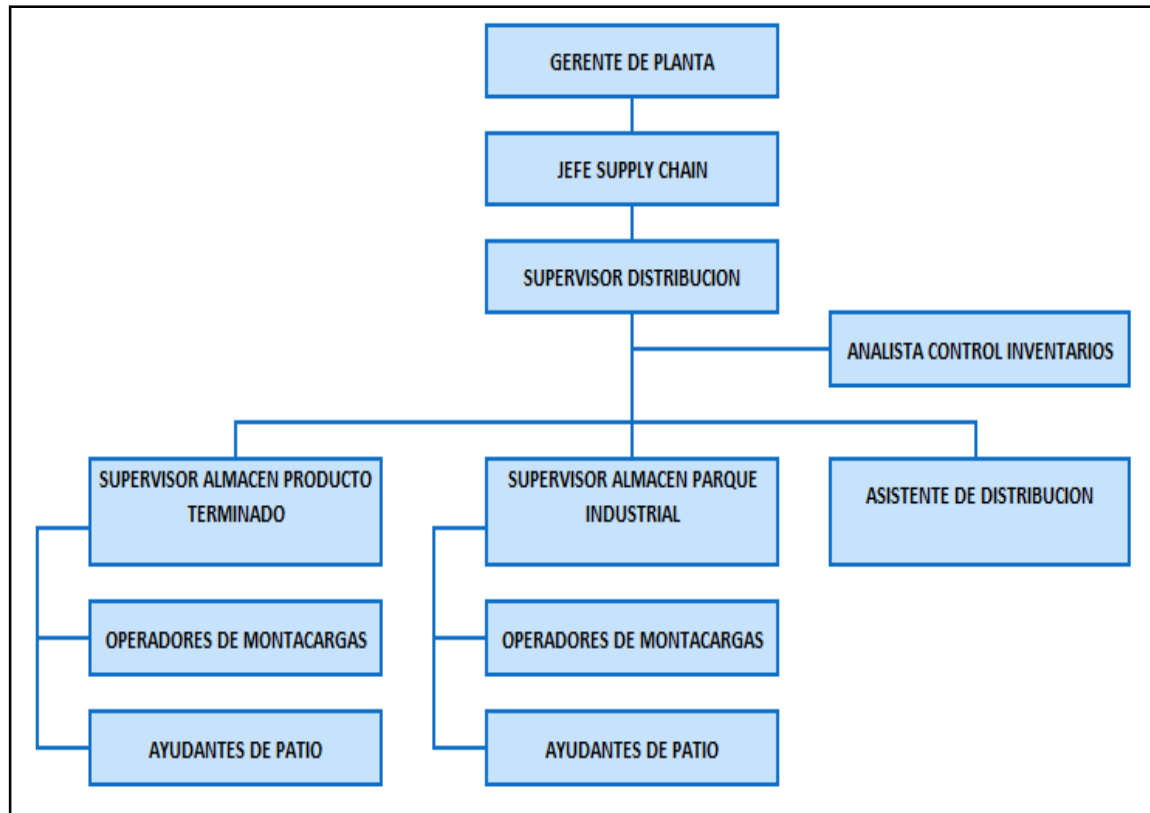 GERENTE DE PLANTA
JEFE SUPPLY CHAIN
SUPERVISOR DISTRIBUCION
ANALISTA CONTROL INVENTARIOS
SUPERVISOR ALMACEN PRODUCTO
TERMINADO
SUPERVISOR ALMACEN PARQUE
INDUSTRIAL
ASISTENTE DE DISTRIBUCION
OPERADORES DE MONTACARGAS
OPERADORES DE MONTACARGAS
AYUDANTES DE PATIO
AYUDANTES DE PATIO